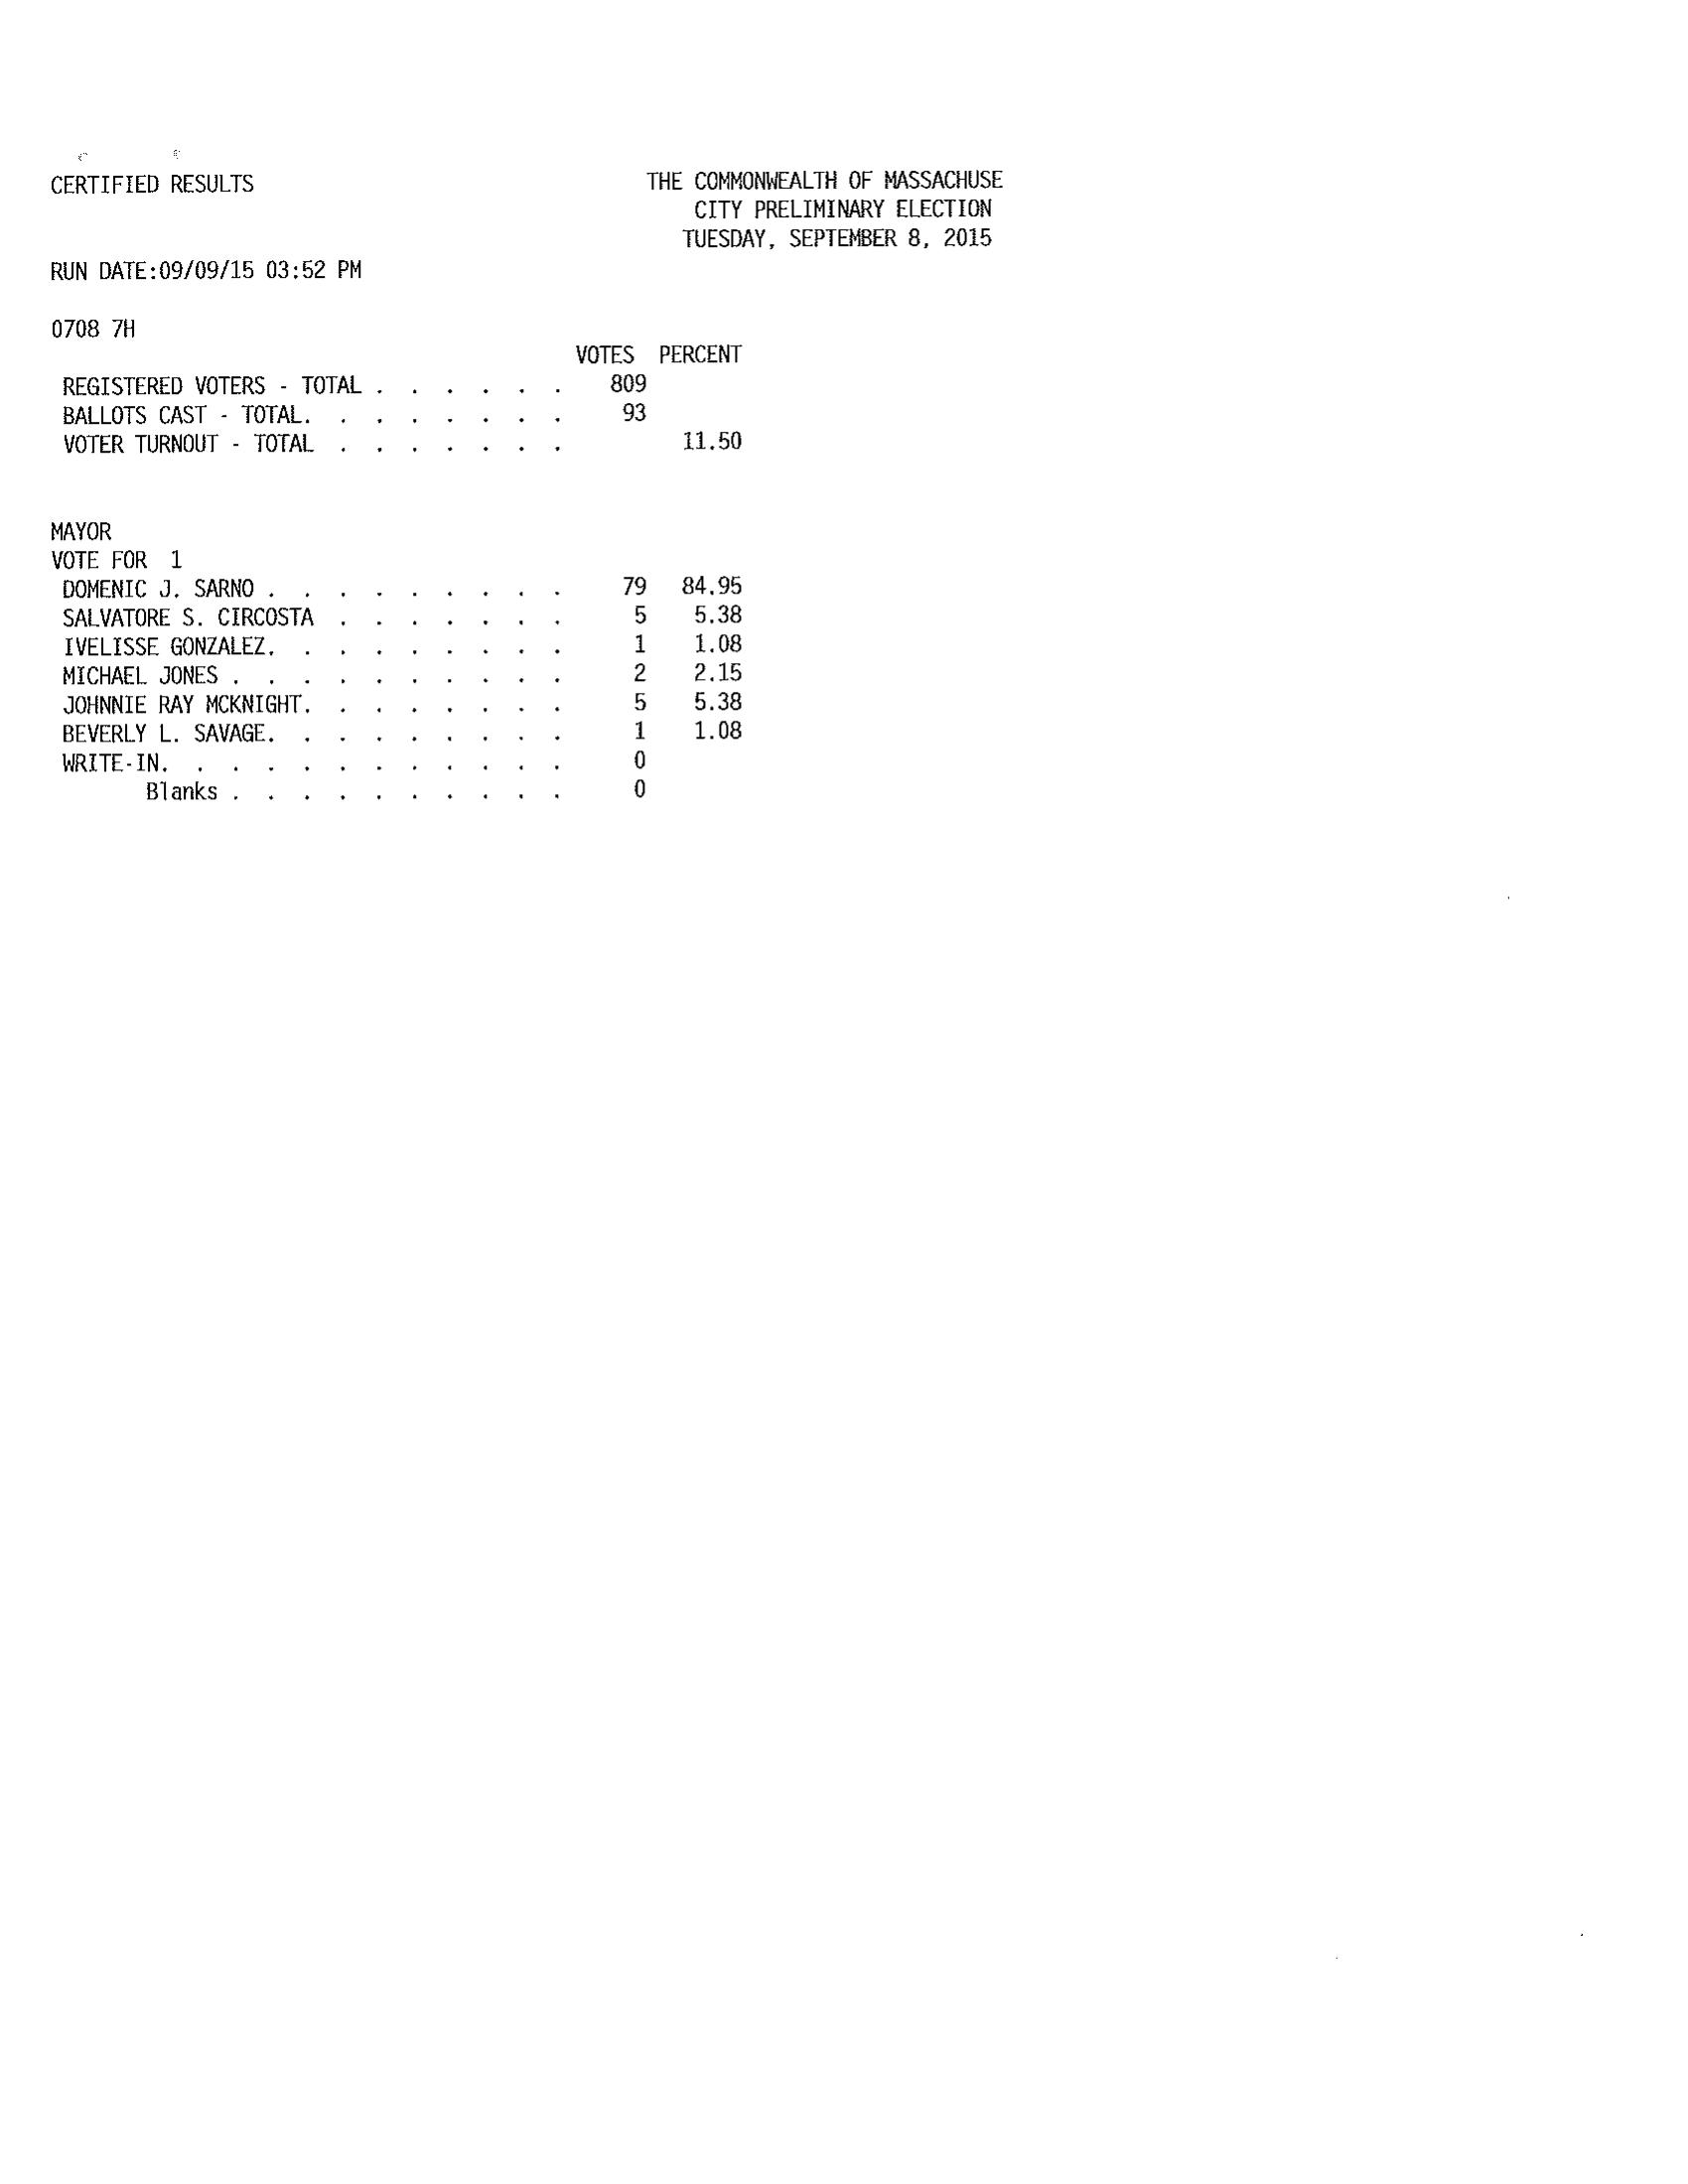 CERTIFIED RESULTS
THE COMMONWEALTH OF MASSACHUSE
CITY PRELIMINARY ELECTION
TUESDAY, SEPTEMBER 8, 2015
RUN DATE:09/09/15 03:52 PM
0708 7H
VOTES PERCENT
REGISTERED VOTERS - TOTAL . . . . . . 809
BALLOTS CAST - TOTAL. . . . . . . . 93
VOTER TURNOUT - TOTAL . . . . . . . 11.50
MAYOR
VOTE FOR 1
DOMENIC J. SARNO . . . . . . . . . 79 84.95
SALVATORE S. CIRCOSTA . . . . . . . 5 5.38
IVELISSE GONZALEZ. . . . . . . . . 1 1.08
MICHAEL JONES . . . . . . . . . . 2 2.15
JOHNNIE RAY MCKNIGHT. . . . . . . . 5 5.38
BEVERLY L. SAVAGE. . . . . . . . . 1 1.08
WRITE-IN. . . . . . . . . . . . 0
Blanks . . . . . . . . . . 0